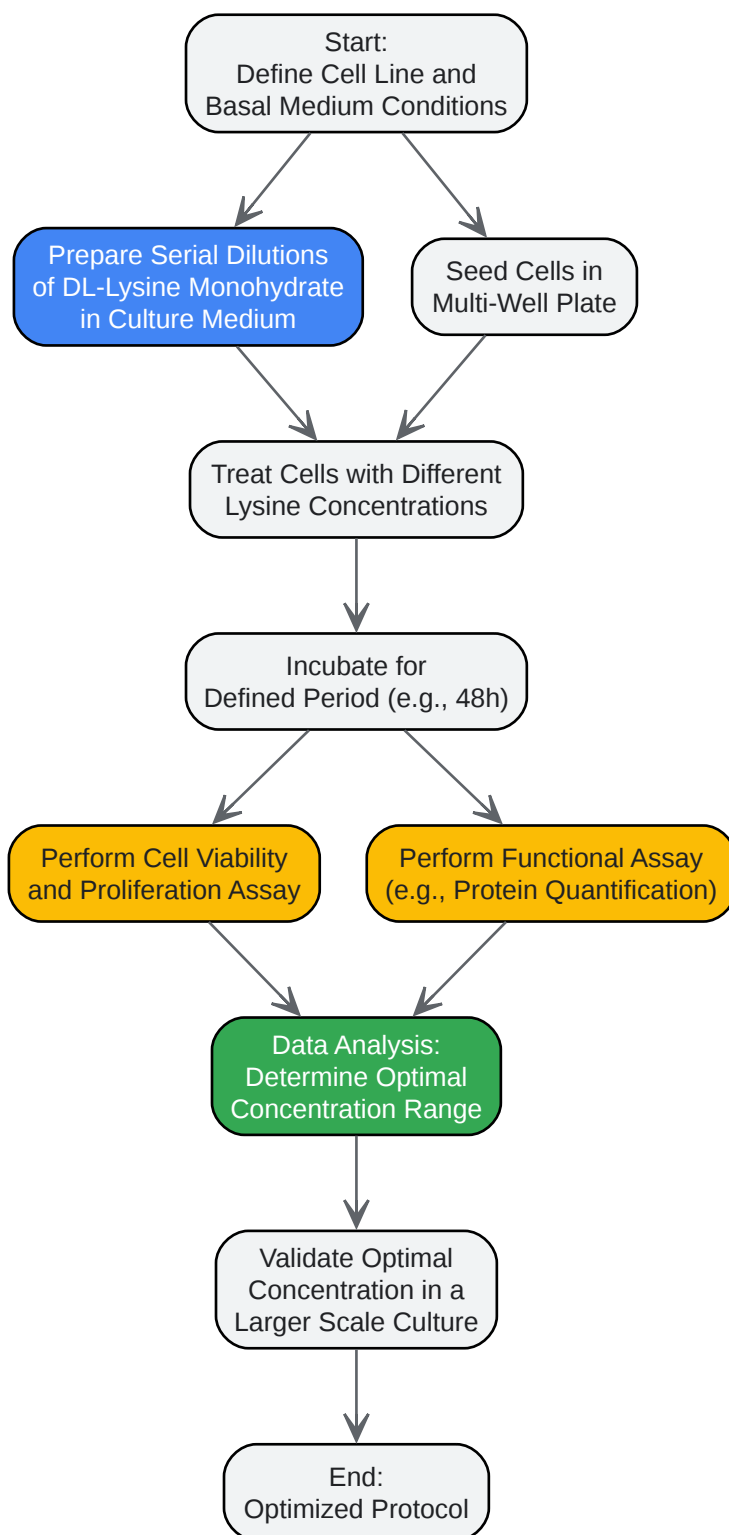 Start:
Define Cell Line and
Basal Medium Conditions
Prepare Serial Dilutions
of DL-Lysine Monohydrate
in Culture Medium
Seed Cells in
Multi-Well Plate
Treat Cells with Different
Lysine Concentrations
Incubate for
Defined Period (e.g., 48h)
Perform Cell Viability
and Proliferation Assay
Perform Functional Assay
(e.g., Protein Quantification)
Data Analysis:
Determine Optimal
Concentration Range
Validate Optimal
Concentration in a
Larger Scale Culture
End:
Optimized Protocol